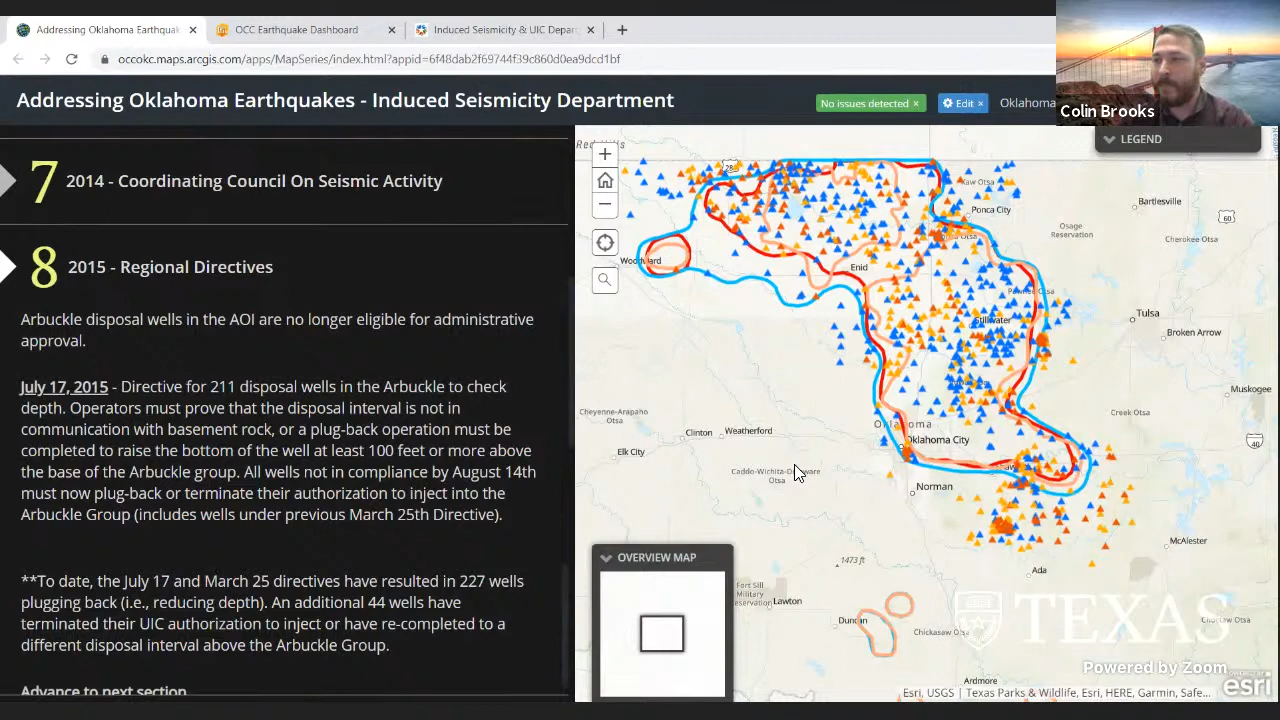 Addressing Oklahoma Earthquak
OCC Earthquake Dashboard
Induced Seismicity & UIC Depar
occokc.maps.arcgis.com/apps/MapSeries/index.html?appid=6f48dab2f69744f39c860d0ea9dcd1bf
Colin Brooks
Addressing Oklahoma Earthquakes - Induced Seismicity Department
No issues detected ×
Edit ×
Oklahoma
LEGEND
7
2014 - Coordinating Council On Seismic Activity
8
2015 - Regional Directives
Arbuckle disposal wells in the AOI are no longer eligible for administrative
approval.
July 17, 2015 - Directive for 211 disposal wells in the Arbuckle to check
depth. Operators must prove that the disposal interval is not in
communication with basement rock, or a plug-back operation must be
completed to raise the bottom of the well at least 100 feet or more above
the base of the Arbuckle group. All wells not in compliance by August 14th
must now plug-back or terminate their authorization to inject into the
Arbuckle Group (includes wells under previous March 25th Directive).
**To date, the July 17 and March 25 directives have resulted in 227 wells
plugging back (i.e., reducing depth). An additional 44 wells have
terminated their UIC authorization to inject or have re-completed to a
different disposal interval above the Arbuckle Group.
Advance to next section
Kaw Otsa
Ponca City
Bartlesville
60
Osage
Reservation
Cherokee Otsa
Woodward
Enid
Pawnee Otsa
Stillwater
Tulsa
Broken Arrow
Muskogee
Cheyenne-Arapaho
Otsa
Creek Otsa
Oklahoma
Clinton
Weatherford
Oklahoma City
40
Elk City
Caddo-Wichita-Delaware
Otsa
Norman
McAlester
1473 ft
Ada
Fort Sill
Military
Reservation
Lawton
Duncan
Chickasaw Otsa
Choctaw Otsa
Ardmore
OVERVIEW MAP
TEXAS
Powered by Zoom
Esri, USGS | Texas Parks & Wildlife, Esri, HERE, Garmin, Safe...
esri